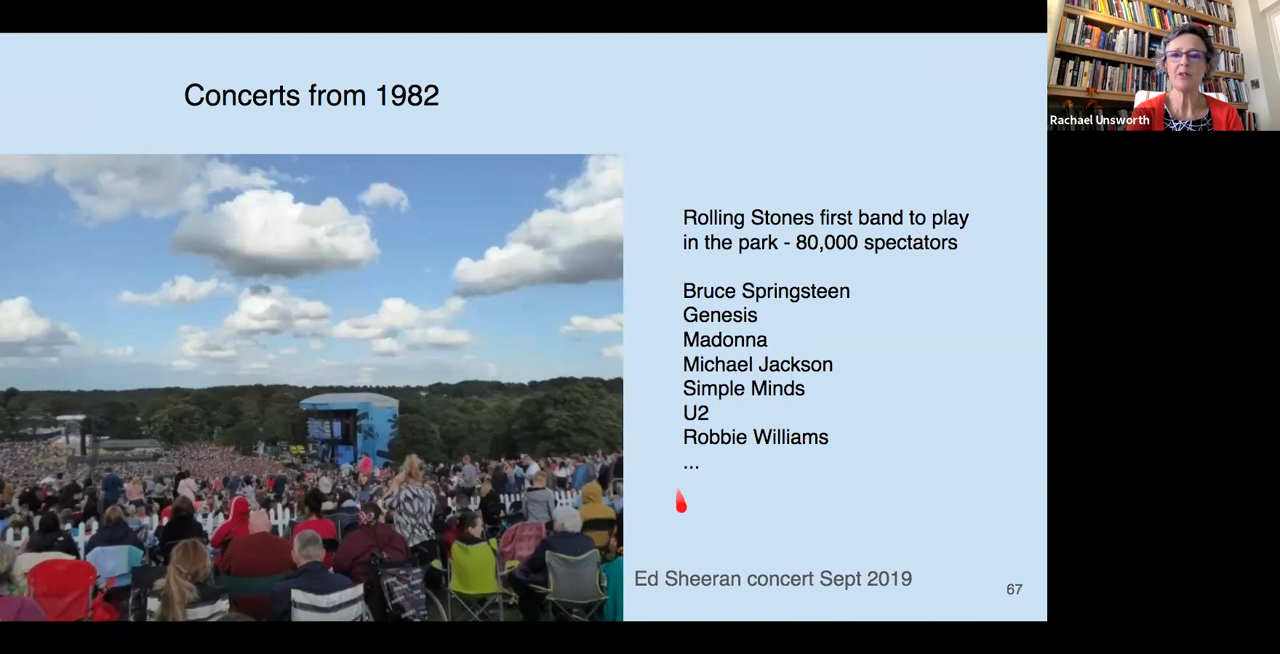 Concerts from 1982
Rachael Unsworth
Rolling Stones first band to play
in the park - 80,000 spectators
Bruce Springsteen
Genesis
Madonna
Michael Jackson
Simple Minds
U2
Robbie Williams
...
Ed Sheeran concert Sept 2019
67